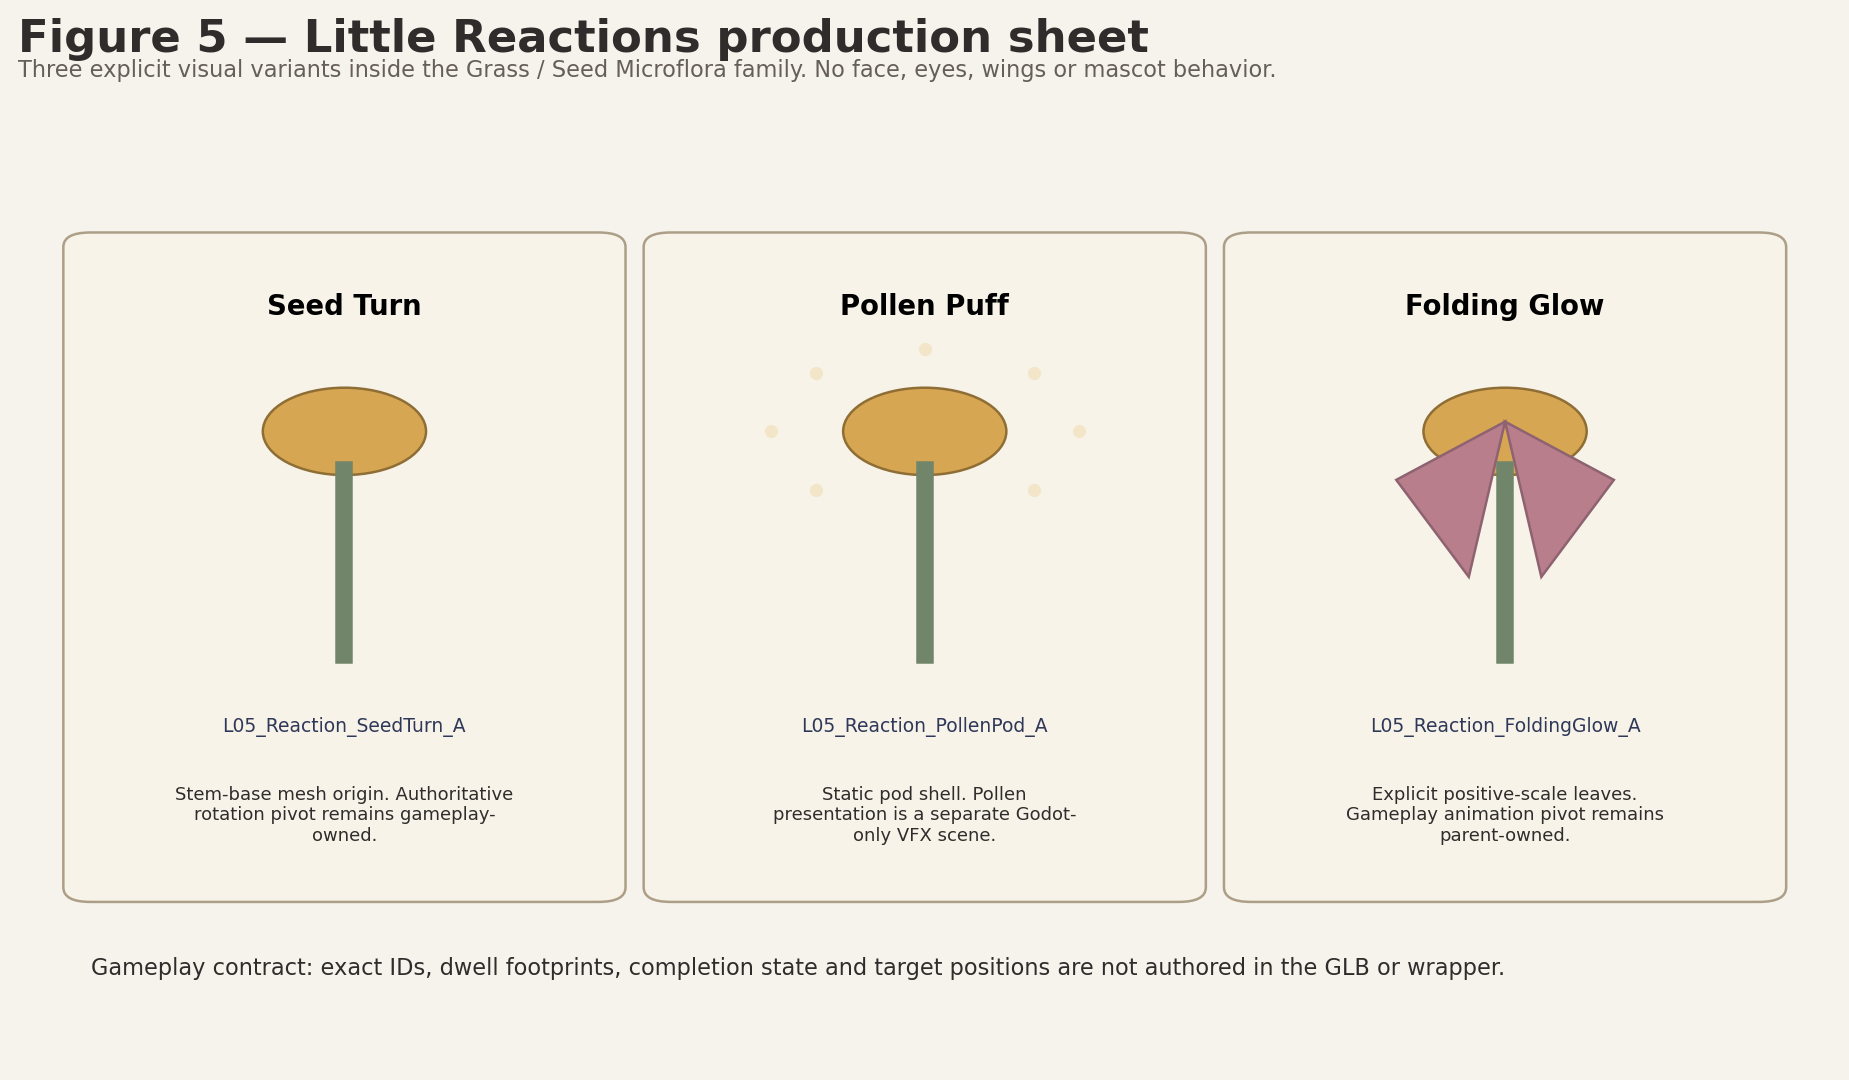 Figure 5 — Little Reactions production sheet
Three explicit visual variants inside the Grass / Seed Microflora family. No face, eyes, wings or mascot behavior.
Seed Turn
L05_Reaction_SeedTurn_A
Stem-base mesh origin. Authoritative
rotation pivot remains gameplay-
owned.
Pollen Puff
L05_Reaction_PollenPod_A
Static pod shell. Pollen
presentation is a separate Godot-
only VFX scene.
Folding Glow
L05_Reaction_FoldingGlow_A
Explicit positive-scale leaves.
Gameplay animation pivot remains
parent-owned.
Gameplay contract: exact IDs, dwell footprints, completion state and target positions are not authored in the GLB or wrapper.